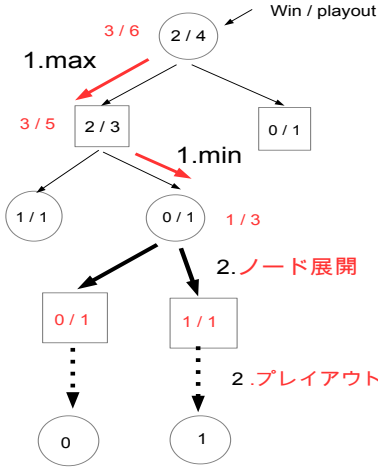 Win / playout
3 / 6
2 / 4
1.max
3 / 5
2 / 3
0 / 1
1.min
1 / 1
0 / 1
1 / 3
2.ノード展開
0 / 1
1 / 1
2 .プレイアウト
0
1